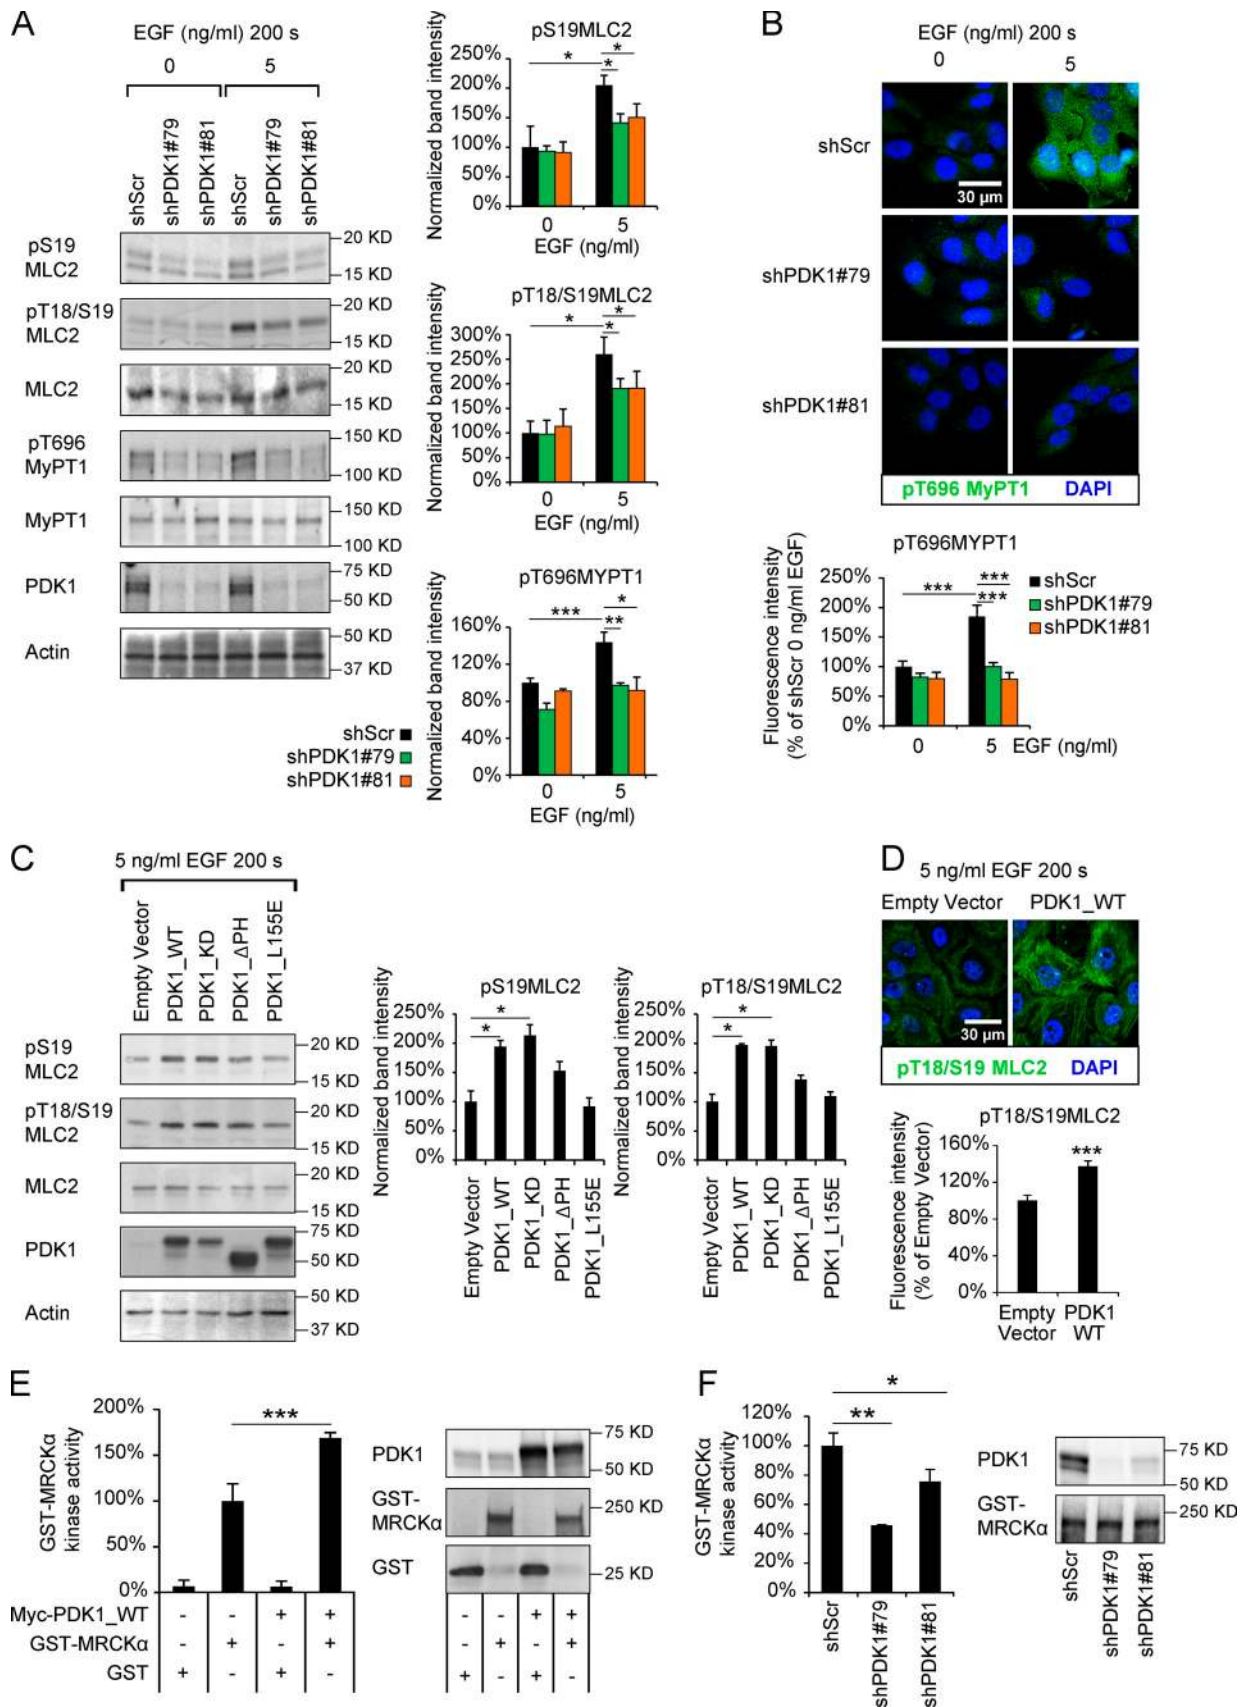 A
EGF (ng/ml) 200 s
0 5
shScr
shPDK1#79
shPDK1#81
shScr
shPDK1#79
shPDK1#81
pS19
MLC2
20 KD
15 KD
pT18/S19
MLC2
20 KD
15 KD
MLC2
20 KD
15 KD
pT696
MyPT1
150 KD
100 KD
MyPT1
150 KD
100 KD
PDK1
75 KD
50 KD
Actin
50 KD
37 KD
shScr
shPDK1#79
shPDK1#81
pS19MLC2
Normalized band intensity
250%
200%
150%
100%
50%
0%
* * *
0 5
EGF (ng/ml)
pT18/S19MLC2
Normalized band intensity
300%
250%
200%
150%
100%
50%
0%
* * *
0 5
EGF (ng/ml)
pT696MYPT1
Normalized band intensity
160%
120%
80%
40%
0%
*** ** *
0 5
EGF (ng/ml)
B
EGF (ng/ml) 200 s
0 5
shScr
30 µm
shPDK1#79
shPDK1#81
pT696 MyPT1 DAPI
pT696MYPT1
Fluorescence intensity
(% of shScr 0 ng/ml EGF)
250%
200%
150%
100%
50%
0%
*** *** ***
shScr
shPDK1#79
shPDK1#81
0 5 EGF (ng/ml)
C
5 ng/ml EGF 200 s
Empty Vector
PDK1_WT
PDK1_KD
PDK1_ΔPH
PDK1_L155E
pS19
MLC2
20 KD
15 KD
pT18/S19
MLC2
20 KD
15 KD
MLC2
20 KD
15 KD
PDK1
75 KD
50 KD
Actin
50 KD
37 KD
pS19MLC2
Normalized band intensity
250%
200%
150%
100%
50%
0%
* *
Empty Vector
PDK1_WT
PDK1_KD
PDK1_ΔPH
PDK1_L155E
pT18/S19MLC2
Normalized band intensity
250%
200%
150%
100%
50%
0%
* *
Empty Vector
PDK1_WT
PDK1_KD
PDK1_ΔPH
PDK1_L155E
D
5 ng/ml EGF 200 s
Empty Vector PDK1_WT
30 µm
pT18/S19 MLC2 DAPI
pT18/S19MLC2
Fluorescence intensity
(% of Empty Vector)
160%
120%
80%
40%
0%
***
Empty
Vector
PDK1
WT
E
GST-MRCKα
kinase activity
200%
150%
100%
50%
0%
***
Myc-PDK1_WT - - + +
GST-MRCKα - + - +
GST + - + -
PDK1
75 KD
50 KD
GST-
MRCKα
250 KD
GST
25 KD
- - + +
- + - +
+ - + -
F
GST-MRCKα
kinase activity
120%
100%
80%
60%
40%
20%
0%
*
**
shScr
shPDK1#79
shPDK1#81
PDK1
75 KD
50 KD
GST-
MRCKα
250 KD
shScr
shPDK1#79
shPDK1#81